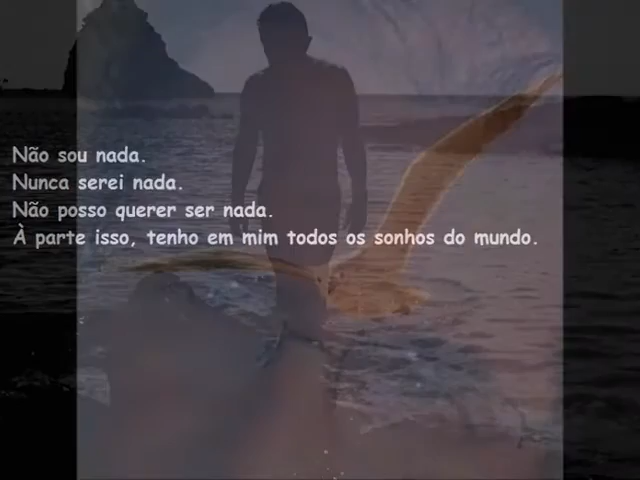 Não sou nada.
Nunca serei nada.
Não posso querer ser nada.
À parte isso, tenho em mim todos os sonhos do mundo.